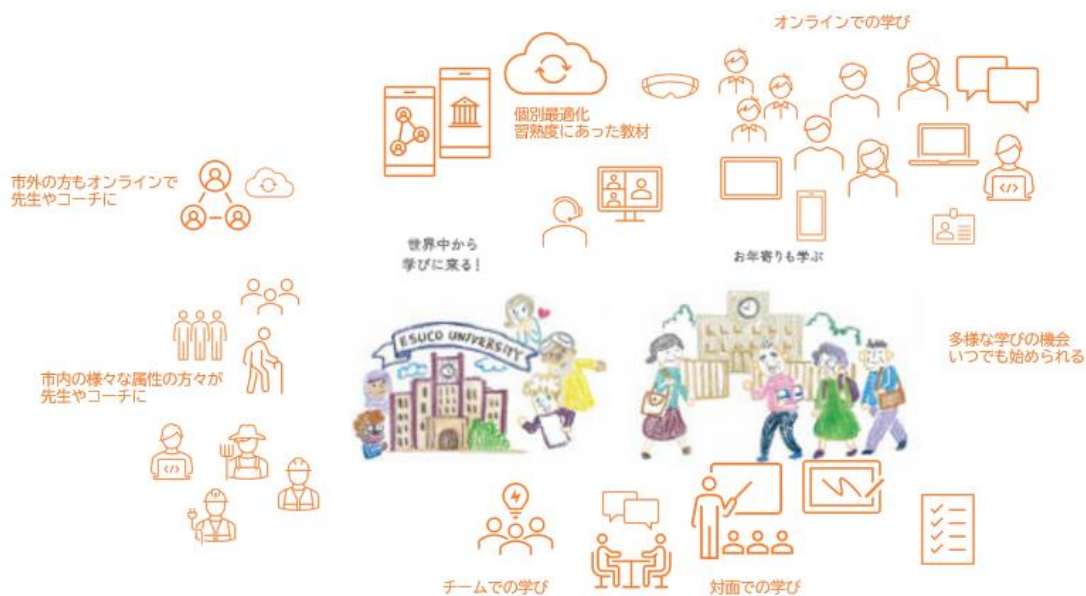 オンラインでの学び
個別最適化
習熟度にあった教材
市外の方もオンラインで
先生やコーチに
世界中から
学びに来る!
お年寄りも学ぶ
ESUCO UNIVERSITY
多様な学びの機会
いつでも始められる
市内の様々な属性の方々が
先生やコーチに
</>
</>
チームでの学び
対面での学び